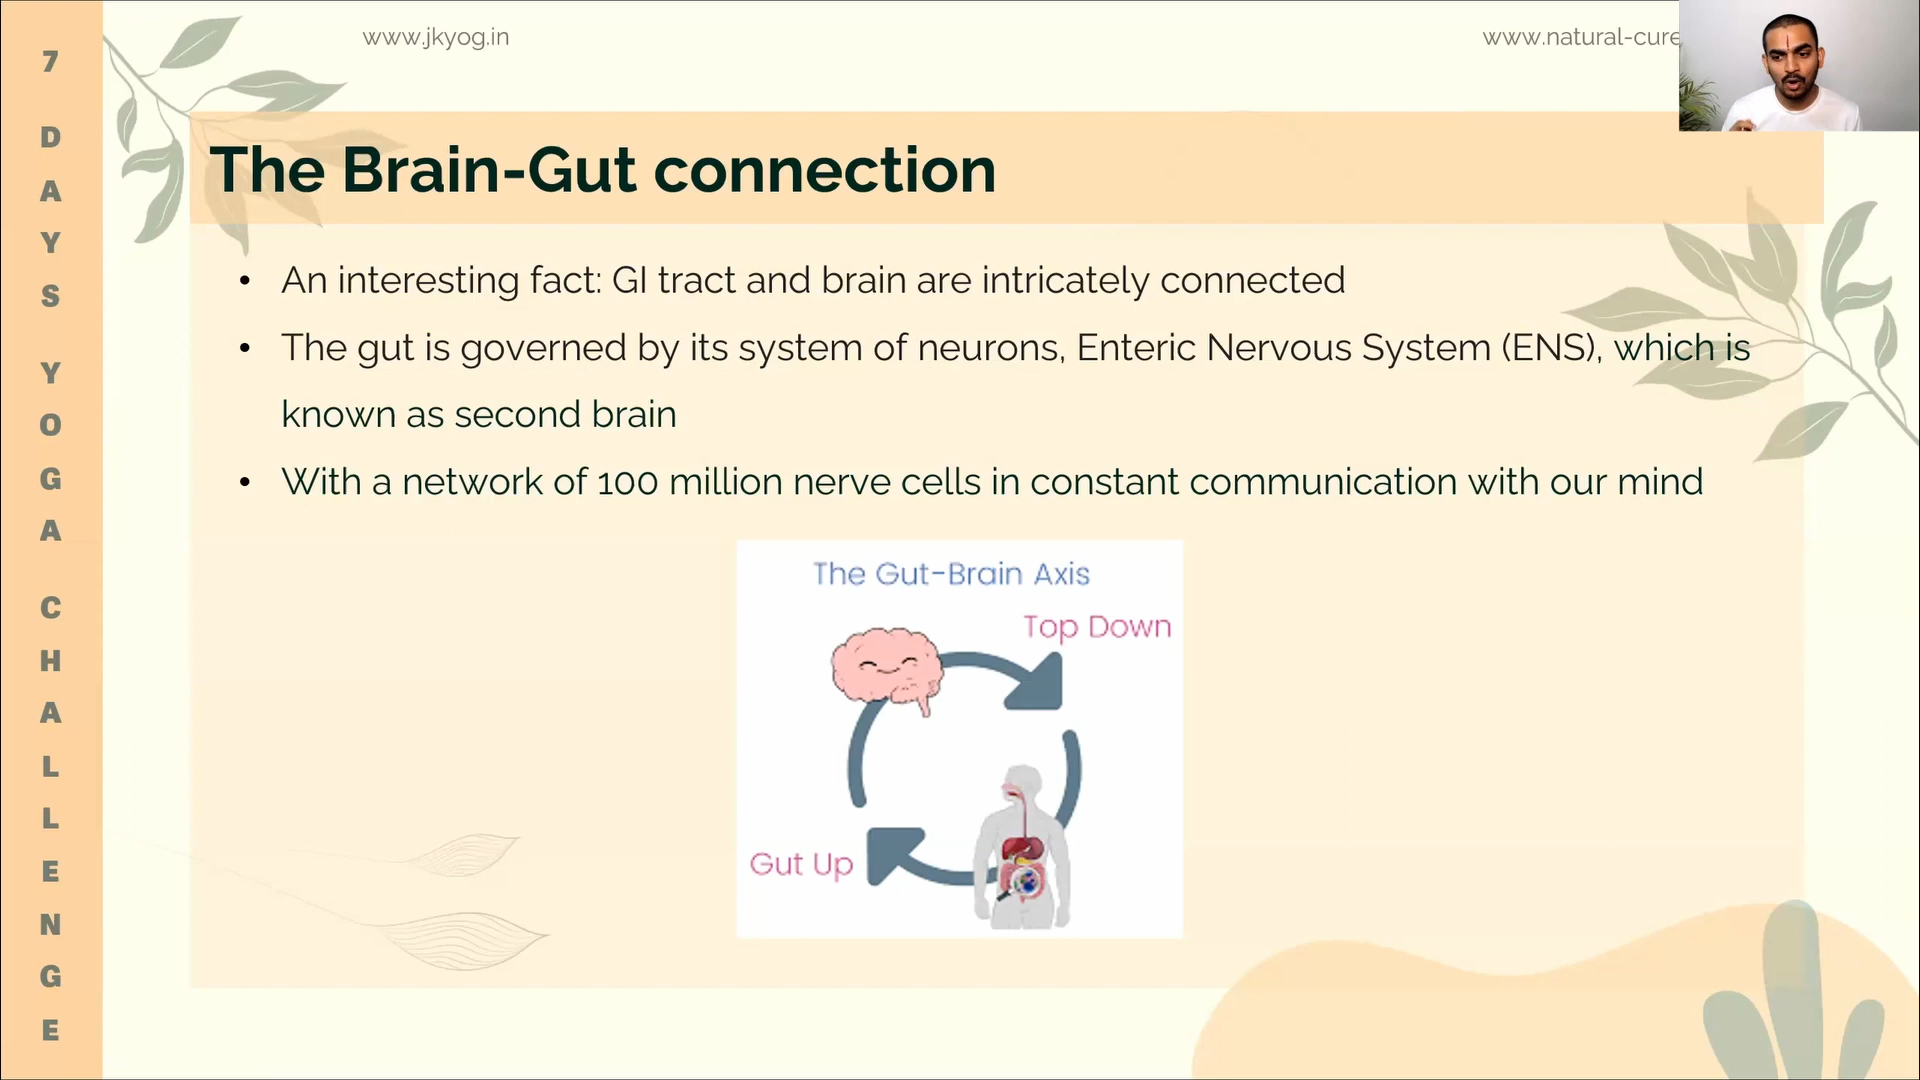 www.jkyog.in
www.natural-cure
7 DAYS YOGA CHALLENGE
The Brain-Gut connection
• An interesting fact: GI tract and brain are intricately connected
• The gut is governed by its system of neurons, Enteric Nervous System (ENS), which is
known as second brain
• With a network of 100 million nerve cells in constant communication with our mind
The Gut-Brain Axis
Top Down
Gut Up